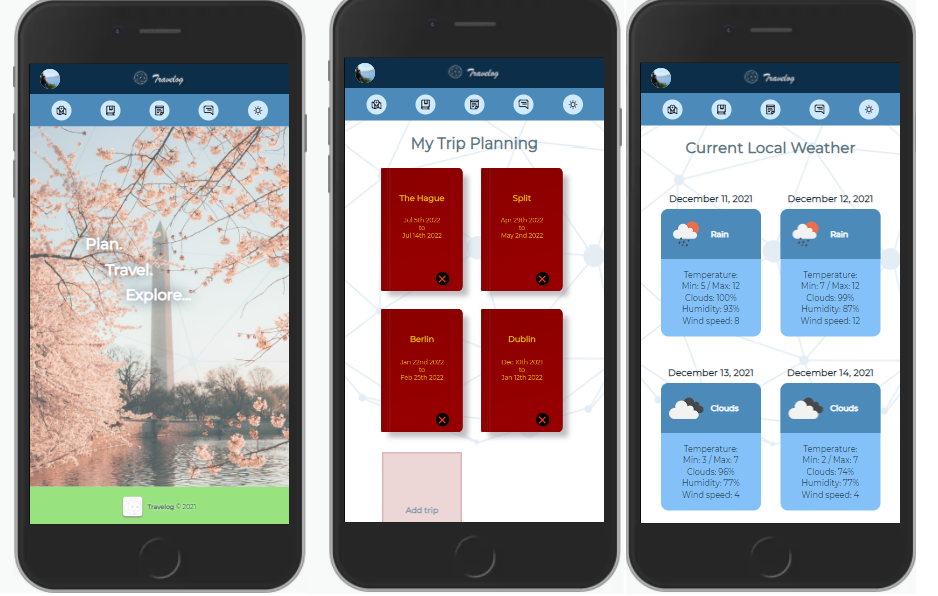 Travelog
Plan.
Travel.
Explore...
Travelog © 2021
Travelog
My Trip Planning
The Hague
Jul 5th 2022
to
Jul 14th 2022
Split
Apr 29th 2022
to
May 2nd 2022
Berlin
Jan 22nd 2022
to
Feb 25th 2022
Dublin
Dec 10th 2021
to
Jan 12th 2022
Add trip
Travelog
Current Local Weather
December 11, 2021
Rain
Temperature:
Min: 5 / Max: 12
Clouds: 100%
Humidity: 93%
Wind speed: 8
December 12, 2021
Rain
Temperature:
Min: 7 / Max: 12
Clouds: 99%
Humidity: 87%
Wind speed: 12
December 13, 2021
Clouds
Temperature:
Min: 3 / Max: 7
Clouds: 96%
Humidity: 77%
Wind speed: 4
December 14, 2021
Clouds
Temperature:
Min: 2 / Max: 7
Clouds: 74%
Humidity: 77%
Wind speed: 4